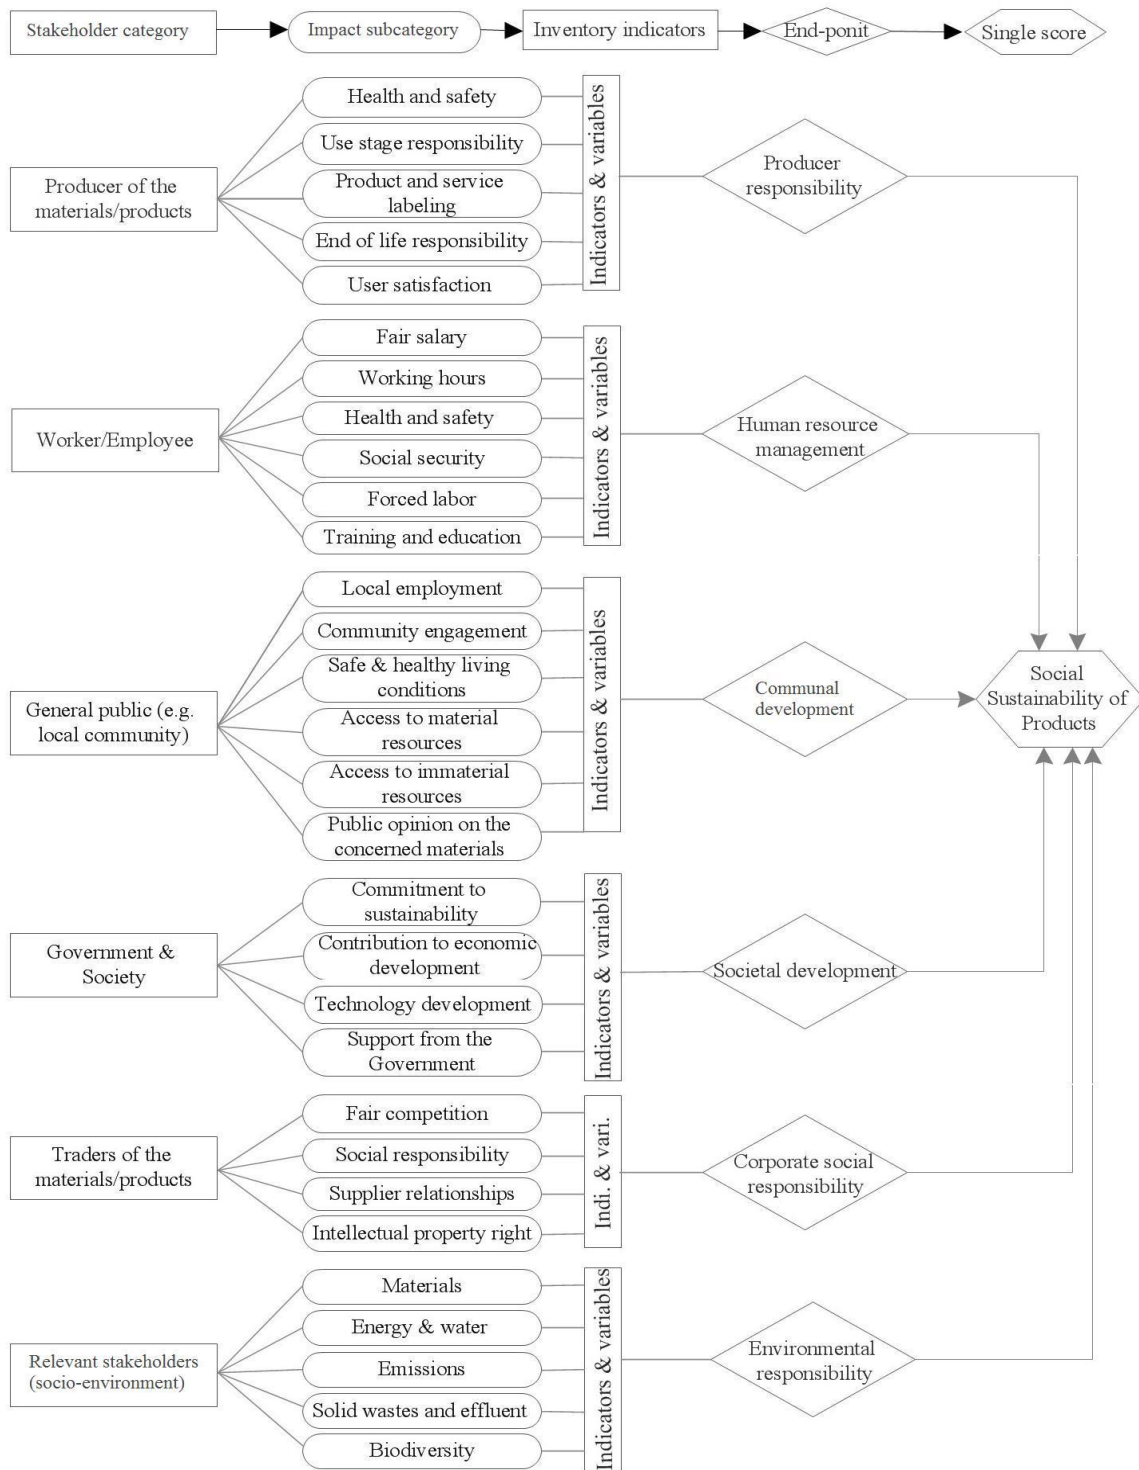 Stakeholder category
Impact subcategory
Inventory indicators
End-ponit
Single score
Producer of the
materials/products
Health and safety
Use stage responsibility
Product and service
labeling
End of life responsibility
User satisfaction
Indicators & variables
Producer
responsibility
Worker/Employee
Fair salary
Working hours
Health and safety
Social security
Forced labor
Training and education
Indicators & variables
Human resource
management
General public (e.g.
local community)
Local employment
Community engagement
Safe & healthy living
conditions
Access to material
resources
Access to immaterial
resources
Public opinion on the
concerned materials
Indicators & variables
Communal
development
Social
Sustainability of
Products
Government &
Society
Commitment to
sustainability
Contribution to economic
development
Technology development
Support from the
Government
Indicators & variables
Societal development
Traders of the
materials/products
Fair competition
Social responsibility
Supplier relationships
Intellectual property right
Indi. & vari.
Corporate social
responsibility
Relevant stakeholders
(socio-environment)
Materials
Energy & water
Emissions
Solid wastes and effluent
Biodiversity
Indicators & variables
Environmental
responsibility